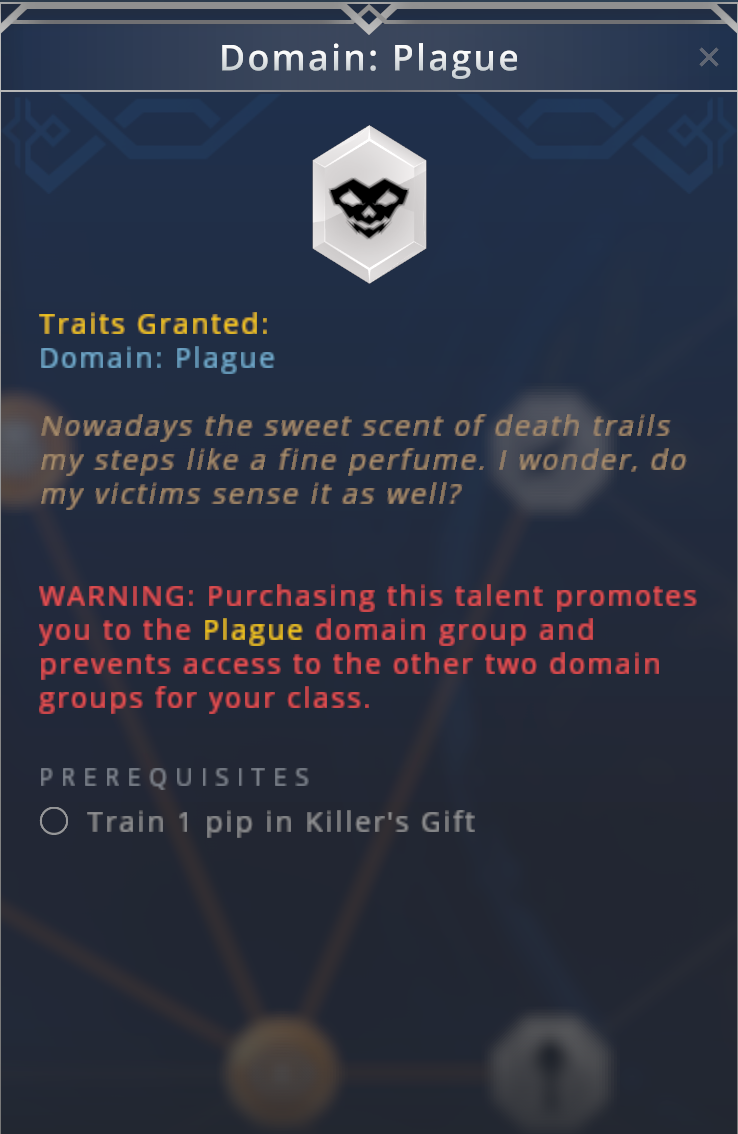 Domain: Plague
Traits Granted:
Domain: Plague
Nowadays the sweet scent of death trails
my steps like a fine perfume. I wonder, do
my victims sense it as well?
WARNING: Purchasing this talent promotes
you to the Plague domain group and
prevents access to the other two domain
groups for your class.
PREREQUISITES
Train 1 pip in Killer's Gift